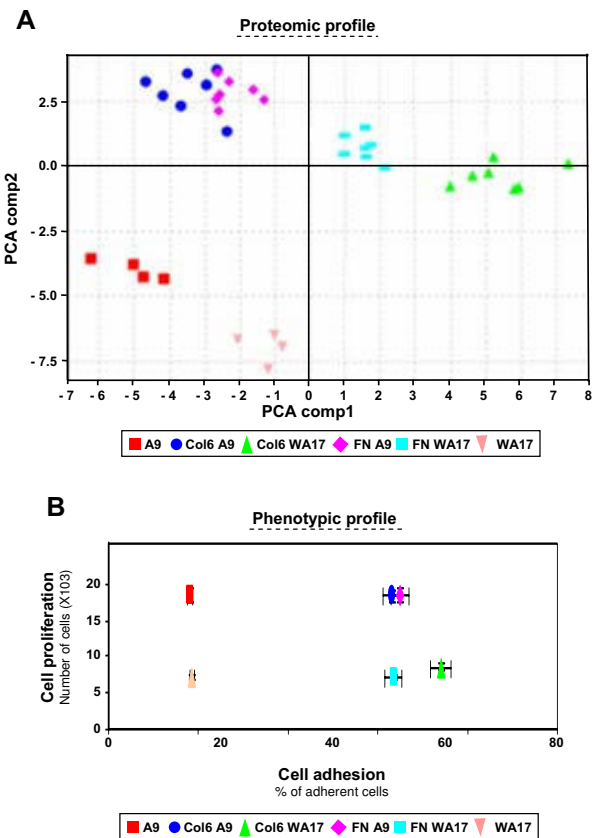 A
Proteomic profile
PCA comp2
2.5
0.0
- 2.5
- 5.0
- 7.5
- 7 - 6 - 5 - 4 - 3 - 2 - 1 0 1 2 3 4 5 6 7 8
PCA comp1
A9 Col6 A9 Col6 WA17 FN A9 FN WA17 WA17
B
Phenotypic profile
Cell proliferation
Number of cells (X103)
20
15
10
5
0
0 20 40 60 80
Cell adhesion
% of adherent cells
A9 Col6 A9 Col6 WA17 FN A9 FN WA17 WA17